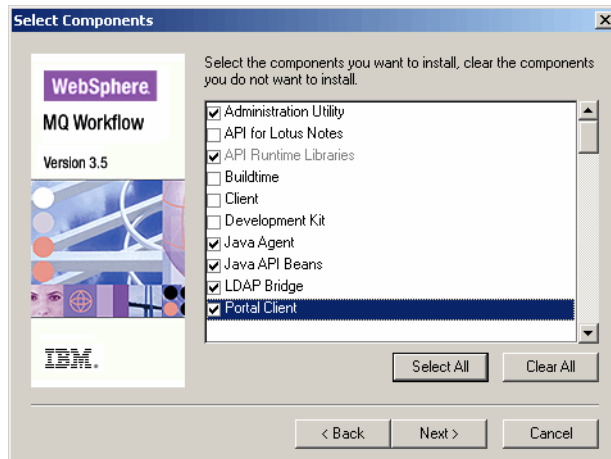 Select Components
WebSphere.
MQ Workflow
Version 3.5
IBM.
Select the components you want to install, clear the components
you do not want to install.
Administration Utility
API for Lotus Notes
API Runtime Libraries
Buildtime
Client
Development Kit
Java Agent
Java API Beans
LDAP Bridge
Portal Client
Select All
Clear All
< Back
Next >
Cancel